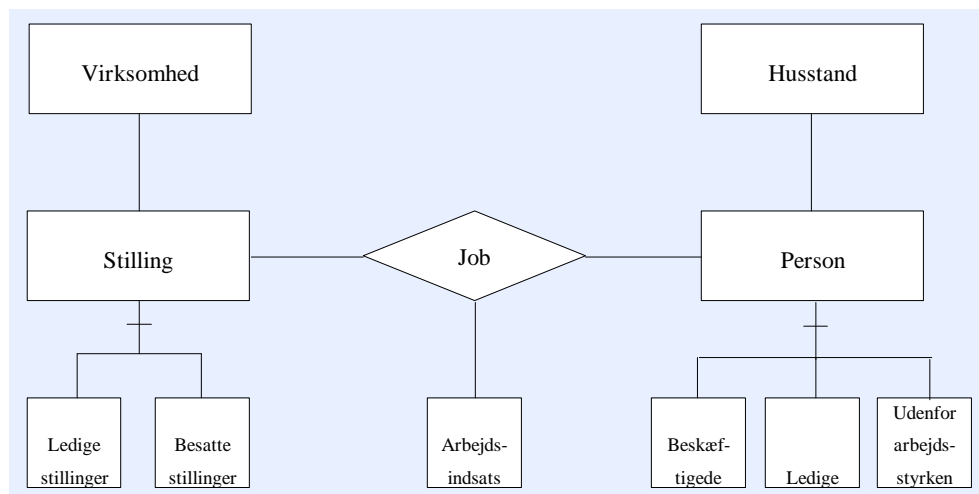 Virksomhed
Husstand
Stilling
Job
Person
Ledige
stillinger
Besatte
stillinger
Arbejds-
indsats
Beskæf-
tigede
Ledige
Udenfor
arbejds-
styrken